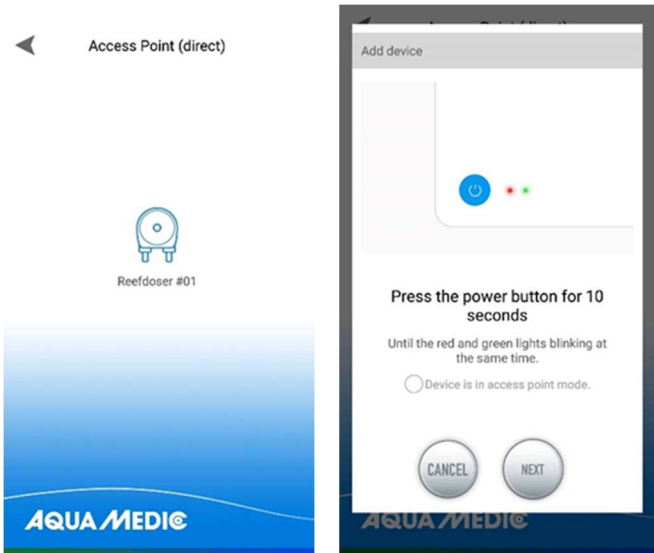 Access Point (direct)
Reefdoser #01
AQUA MEDIC
Add device
Press the power button for 10
seconds
Until the red and green lights blinking at
the same time.
Device is in access point mode.
CANCEL
NEXT
AQUA MEDIC